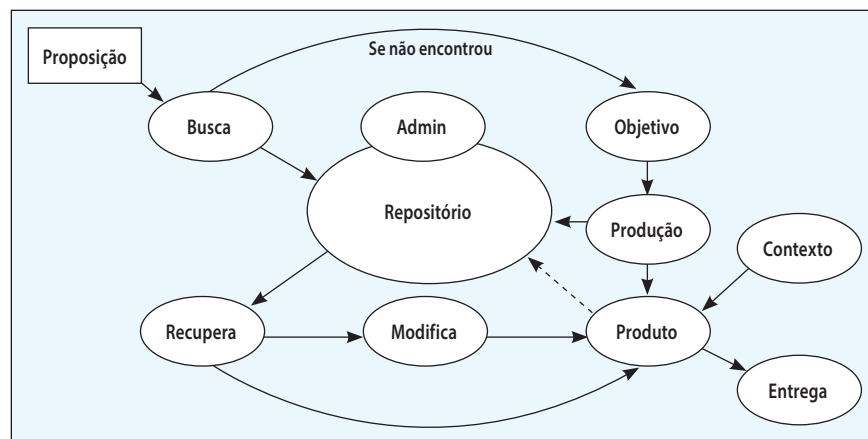 Se não encontrou
Proposição
Busca
Admin
Objetivo
Repositório
Produção
Contexto
Recupera
Modifica
Produto
Entrega